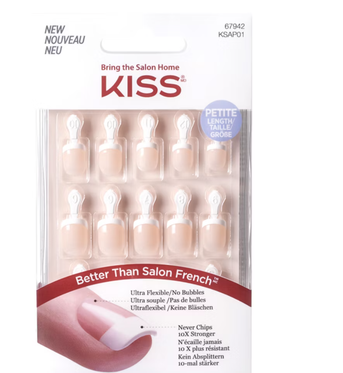 NEW
NOUVEAU
NEU
67942
KSAP01
Bring the Salon Home
KISS
PETITE
LENGTH/
TAILLE/
GRÖßE
Better Than Salon French
Ultra Flexible/No Bubbles
Ultra souple /Pas de bulles
Ultraflexibel /Keine Bläschen
Never Chips
10X Stronger
N'écaille jamais
10 X plus résistant
Kein Absplittern
10-mal stärker